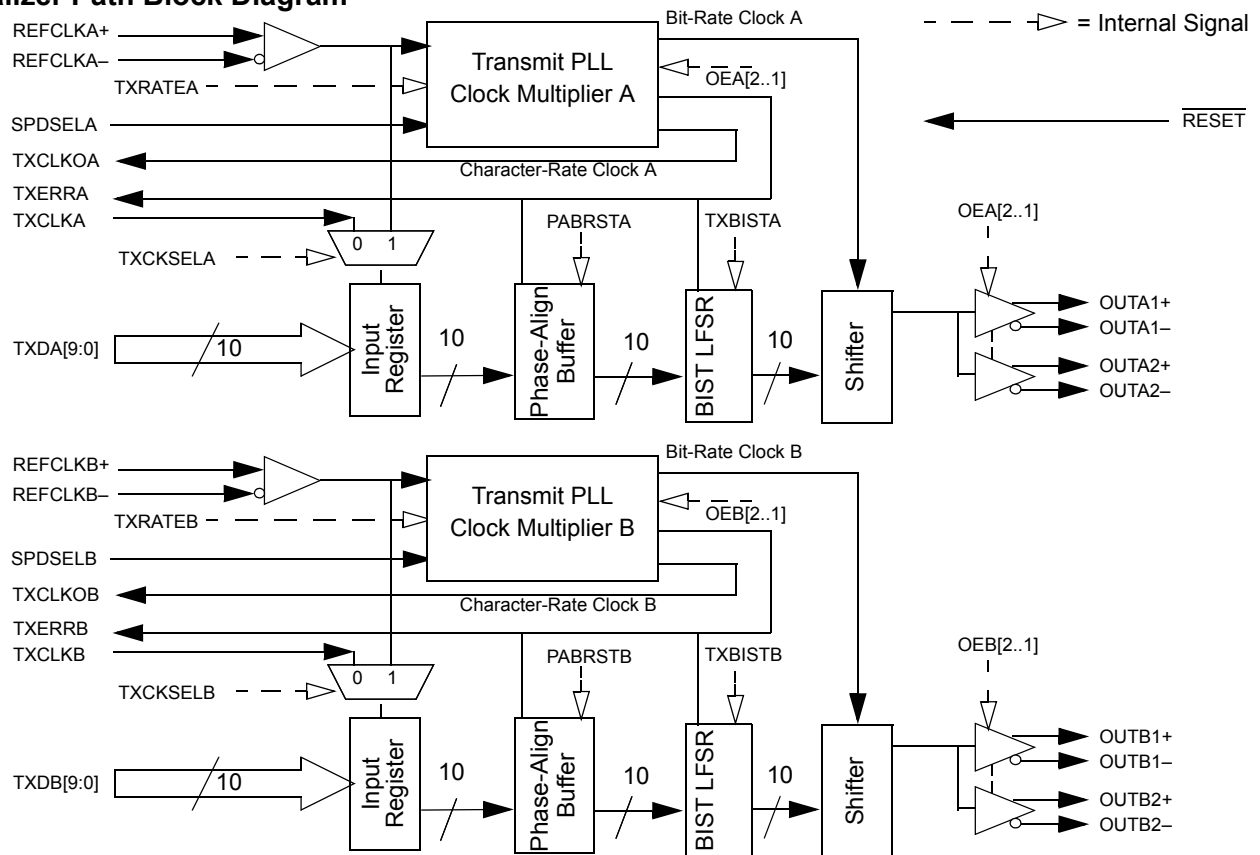 alizer Path Block Diagram
REFCLKA+
REFCLKA–
TXRATEA
SPDSELA
TXCLKOA
TXERRA
TXCLKA
TXCKSELA
TXDA[9:0]
Transmit PLL
Clock Multiplier A
Bit-Rate Clock A
OEA[2..1]
Character-Rate Clock A
= Internal Signal
RESET
0 1
PABRSTA
TXBISTA
OEA[2..1]
10
Input
Register
10
Phase-Align
Buffer
10
BIST LFSR
10
Shifter
OUTA1+
OUTA1–
OUTA2+
OUTA2–
REFCLKB+
REFCLKB–
TXRATEB
SPDSELB
TXCLKOB
TXERRB
TXCLKB
TXCKSELB
TXDB[9:0]
Transmit PLL
Clock Multiplier B
Bit-Rate Clock B
OEB[2..1]
Character-Rate Clock B
0 1
PABRSTB
TXBISTB
OEB[2..1]
10
Input
Register
10
Phase-Align
Buffer
10
BIST LFSR
10
Shifter
OUTB1+
OUTB1–
OUTB2+
OUTB2–